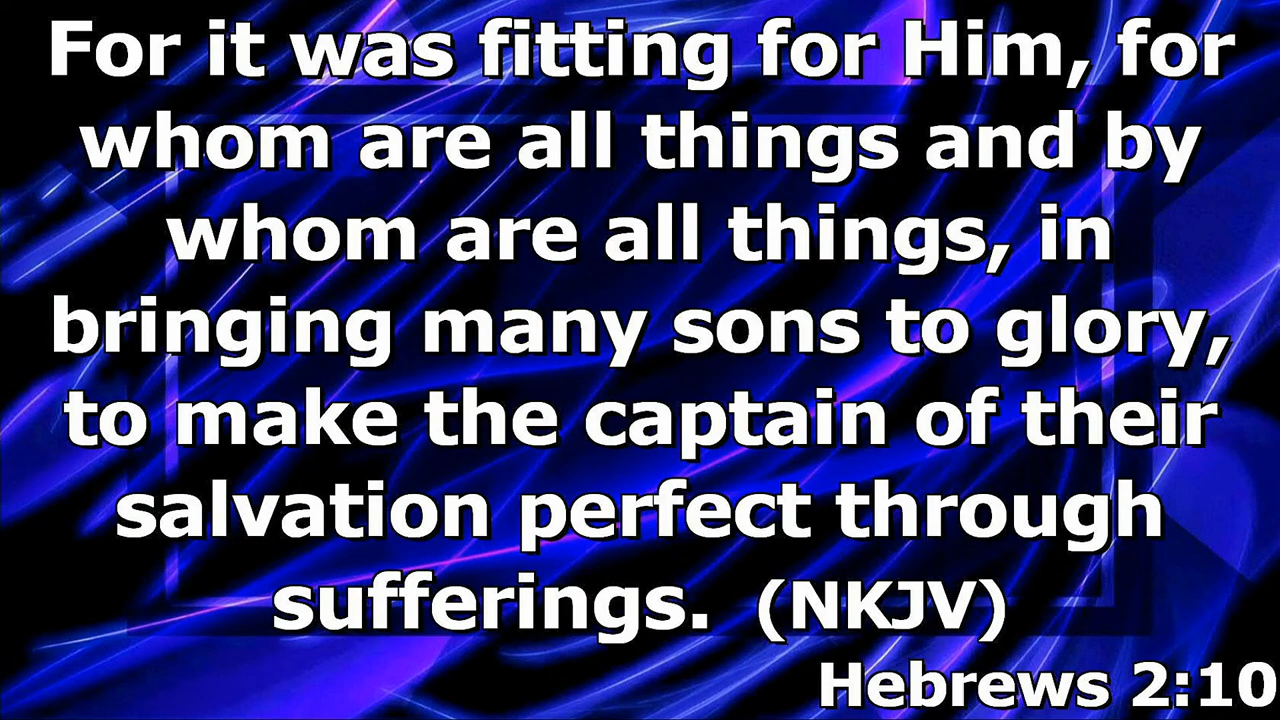 For it was fitting for Him, for
whom are all things and by
whom are all things, in
bringing many sons to glory,
to make the captain of their
salvation perfect through
sufferings.  (NKJV)
Hebrews 2:10